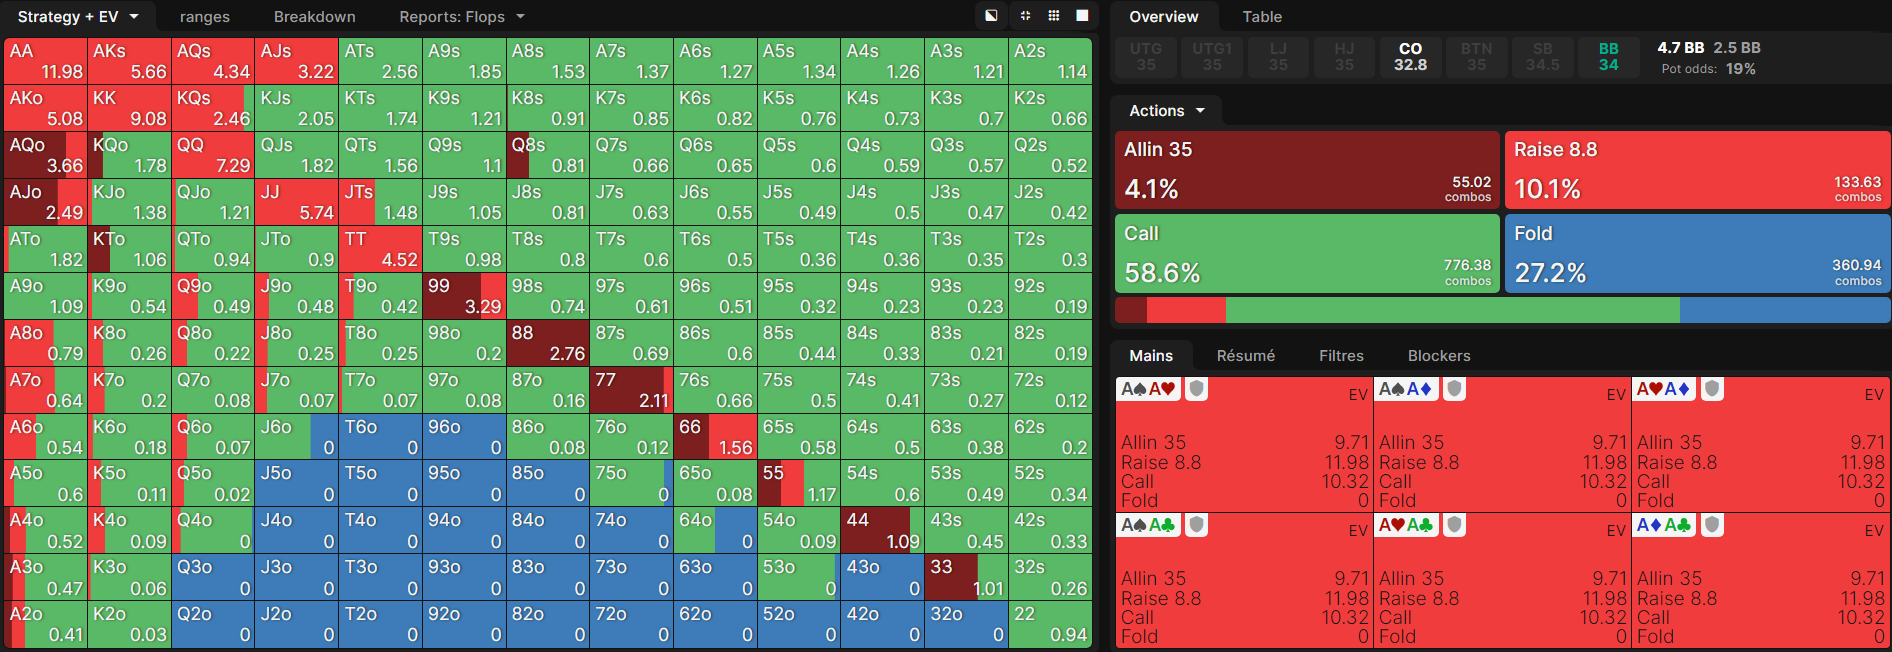 Strategy + EV ranges Breakdown Reports: Flops
AA AKs AQs AJs ATs A9s A8s A7s A6s A5s A4s A3s A2s
11.98 5.66 4.34 3.22 2.56 1.85 1.53 1.37 1.27 1.34 1.26 1.21 1.14
AKo KK KQs KJs KTs K9s K8s K7s K6s K5s K4s K3s K2s
5.08 9.08 2.46 2.05 1.74 1.21 0.91 0.85 0.82 0.76 0.73 0.7 0.66
AQo KQo QQ QJs QTs Q9s Q8s Q7s Q6s Q5s Q4s Q3s Q2s
3.66 1.78 7.29 1.82 1.56 1.1 0.81 0.66 0.65 0.6 0.59 0.57 0.52
AJo KJo QJo JJ JTs J9s J8s J7s J6s J5s J4s J3s J2s
2.49 1.38 1.21 5.74 1.48 1.05 0.81 0.63 0.55 0.49 0.5 0.47 0.42
ATo KTo QTo JTo TT T9s T8s T7s T6s T5s T4s T3s T2s
1.82 1.06 0.94 0.9 4.52 0.98 0.8 0.6 0.5 0.36 0.36 0.35 0.3
A9o K9o Q9o J9o T9o 99 98s 97s 96s 95s 94s 93s 92s
1.09 0.54 0.49 0.48 0.42 3.29 0.74 0.61 0.51 0.32 0.23 0.23 0.19
A8o K8o Q8o J8o T8o 98o 88 87s 86s 85s 84s 83s 82s
0.79 0.26 0.22 0.25 0.25 0.2 2.76 0.69 0.6 0.44 0.33 0.21 0.19
A7o K7o Q7o J7o T7o 97o 87o 77 76s 75s 74s 73s 72s
0.64 0.2 0.08 0.07 0.07 0.08 0.16 2.11 0.66 0.5 0.41 0.27 0.12
A6o K6o Q6o J6o T6o 96o 86o 76o 66 65s 64s 63s 62s
0.54 0.18 0.07 0 0 0 0.08 0.12 1.56 0.58 0.5 0.38 0.2
A5o K5o Q5o J5o T5o 95o 85o 75o 65o 55 54s 53s 52s
0.6 0.11 0.02 0 0 0 0 0 0.08 1.17 0.6 0.49 0.34
A4o K4o Q4o J4o T4o 94o 84o 74o 64o 54o 44 43s 42s
0.52 0.09 0 0 0 0 0 0 0 0.09 1.09 0.45 0.33
A3o K3o Q3o J3o T3o 93o 83o 73o 63o 53o 43o 33 32s
0.47 0.06 0 0 0 0 0 0 0 0 0 1.01 0.26
A2o K2o Q2o J2o T2o 92o 82o 72o 62o 52o 42o 32o 22
0.41 0.03 0 0 0 0 0 0 0 0 0 0 0.94
Overview Table
UTG UTG1 LJ HJ CO BTN SB BB 4.7 BB 2.5 BB
35 35 35 35 32.8 35 34.5 34 Pot odds: 19%
Actions
Allin 35 Raise 8.8
4.1% 55.02 combos 10.1% 133.63 combos
Call Fold
58.6% 776.38 combos 27.2% 360.94 combos
Mains Résumé Filtres Blockers
A♠A♥ A♠A♦ A♥A♦
EV EV EV
Allin 35 9.71 Allin 35 9.71 Allin 35 9.71
Raise 8.8 11.98 Raise 8.8 11.98 Raise 8.8 11.98
Call 10.32 Call 10.32 Call 10.32
Fold 0 Fold 0 Fold 0
A♠A♣ A♥A♣ A♦A♣
EV EV EV
Allin 35 9.71 Allin 35 9.71 Allin 35 9.71
Raise 8.8 11.98 Raise 8.8 11.98 Raise 8.8 11.98
Call 10.32 Call 10.32 Call 10.32
Fold 0 Fold 0 Fold 0